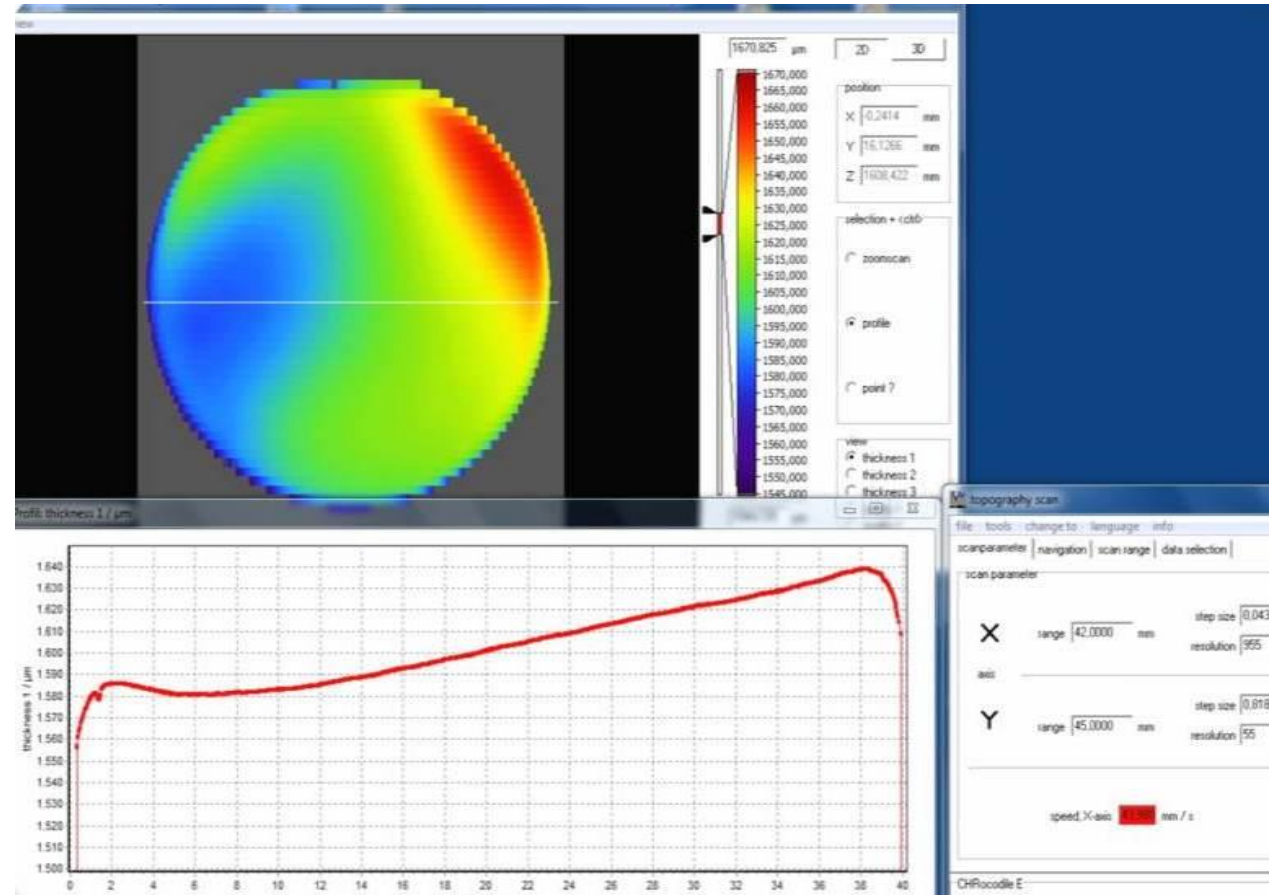 1670,825 µm
2D 3D
1670,000
1665,000
1660,000
1655,000
1650,000
1645,000
1640,000
1635,000
1630,000
1625,000
1620,000
1615,000
1610,000
1605,000
1600,000
1595,000
1590,000
1585,000
1580,000
1575,000
1570,000
1565,000
1560,000
1555,000
1550,000
1545,000
position
X -0,2414 mm
Y 16,1266 mm
Z 1608,422 mm
selection + <ctrl>
zoomscan
profile
point ?
view
thickness 1
thickness 2
thickness 3
Profil: thickness 1 / µm
thickness 1 / µm
1.640
1.630
1.620
1.610
1.600
1.590
1.580
1.570
1.560
1.550
1.540
1.530
1.520
1.510
1.500
0 2 4 6 8 10 12 14 16 18 20 22 24 26 28 30 32 34 36 38 40
topography scan
file tools change to language info
scanparameter navigation scan range data selection
scan parameter
X
range 42,0000 mm
step size 0,043
resolution 955
axis
Y
range 45,0000 mm
step size 0,818
resolution 55
speed, X-axis mm / s
CHRocodile E